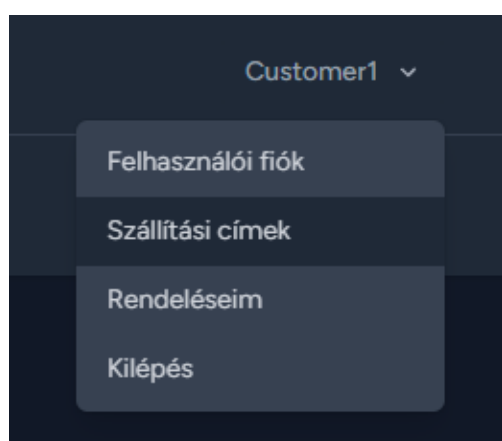 Customer1
Felhasználói fiók
Szállítási címek
Rendeléseim
Kilépés